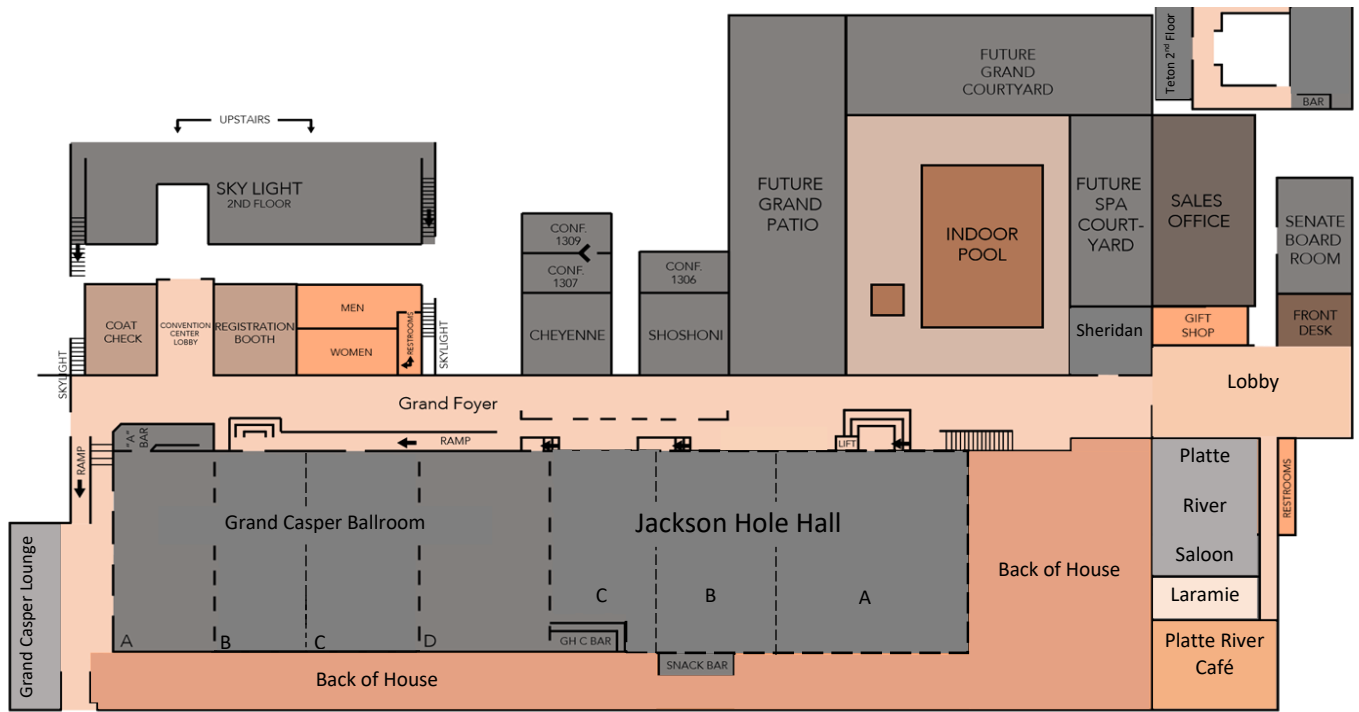 Teton 2nd Floor
BAR
FUTURE
GRAND
COURTYARD
UPSTAIRS
SKY LIGHT
2ND FLOOR
FUTURE
GRAND
PATIO
INDOOR
POOL
FUTURE
SPA
COURT-
YARD
SALES
OFFICE
SENATE
BOARD
ROOM
CONF.
1309
CONF.
1307
CHEYENNE
CONF.
1306
SHOSHONI
COAT
CHECK
CONVENTION
CENTER
LOBBY
REGISTRATION
BOOTH
MEN
WOMEN
RESTROOMS
SKYLIGHT
SKYLIGHT
Sheridan
GIFT
SHOP
FRONT
DESK
Lobby
Grand Foyer
"A"
BAR
RAMP
RAMP
LIFT
Platte
River
Saloon
RESTROOMS
Grand Casper Ballroom
Jackson Hole Hall
Back of House
Grand Casper Lounge
C
B
A
A
B
C
D
GH C BAR
SNACK BAR
Laramie
Platte River
Café
Back of House